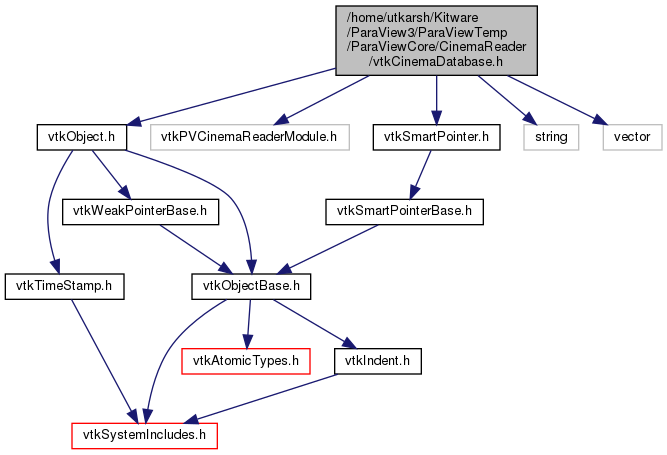 /home/utkarsh/Kitware
/ParaView3/ParaViewTemp
/ParaViewCore/CinemaReader
/vtkCinemaDatabase.h
vtkObject.h
vtkPVCinemaReaderModule.h
vtkSmartPointer.h
string
vector
vtkWeakPointerBase.h
vtkSmartPointerBase.h
vtkTimeStamp.h
vtkObjectBase.h
vtkAtomicTypes.h
vtkIndent.h
vtkSystemIncludes.h